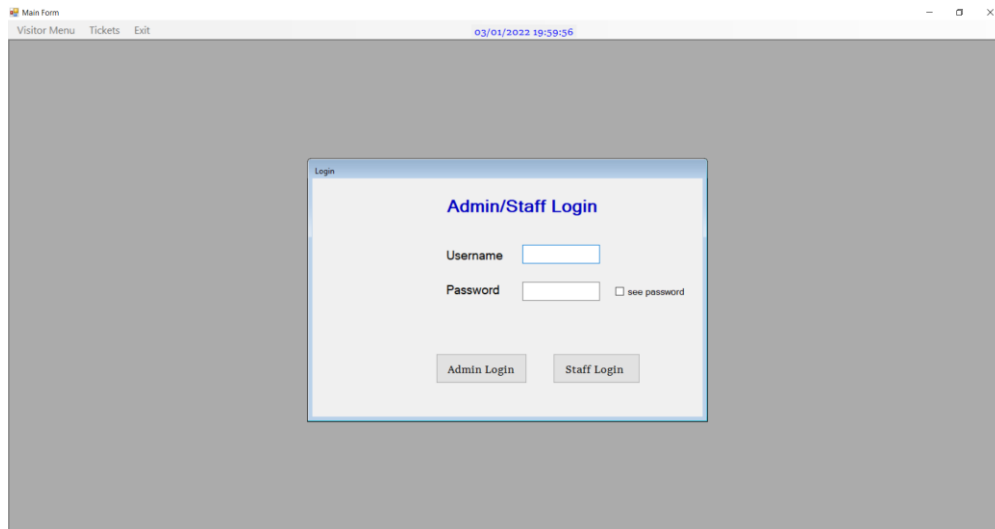 Main Form
Visitor Menu Tickets Exit 03/01/2022 19:59:56
Login
Admin/Staff Login
Username
Password see password
Admin Login Staff Login